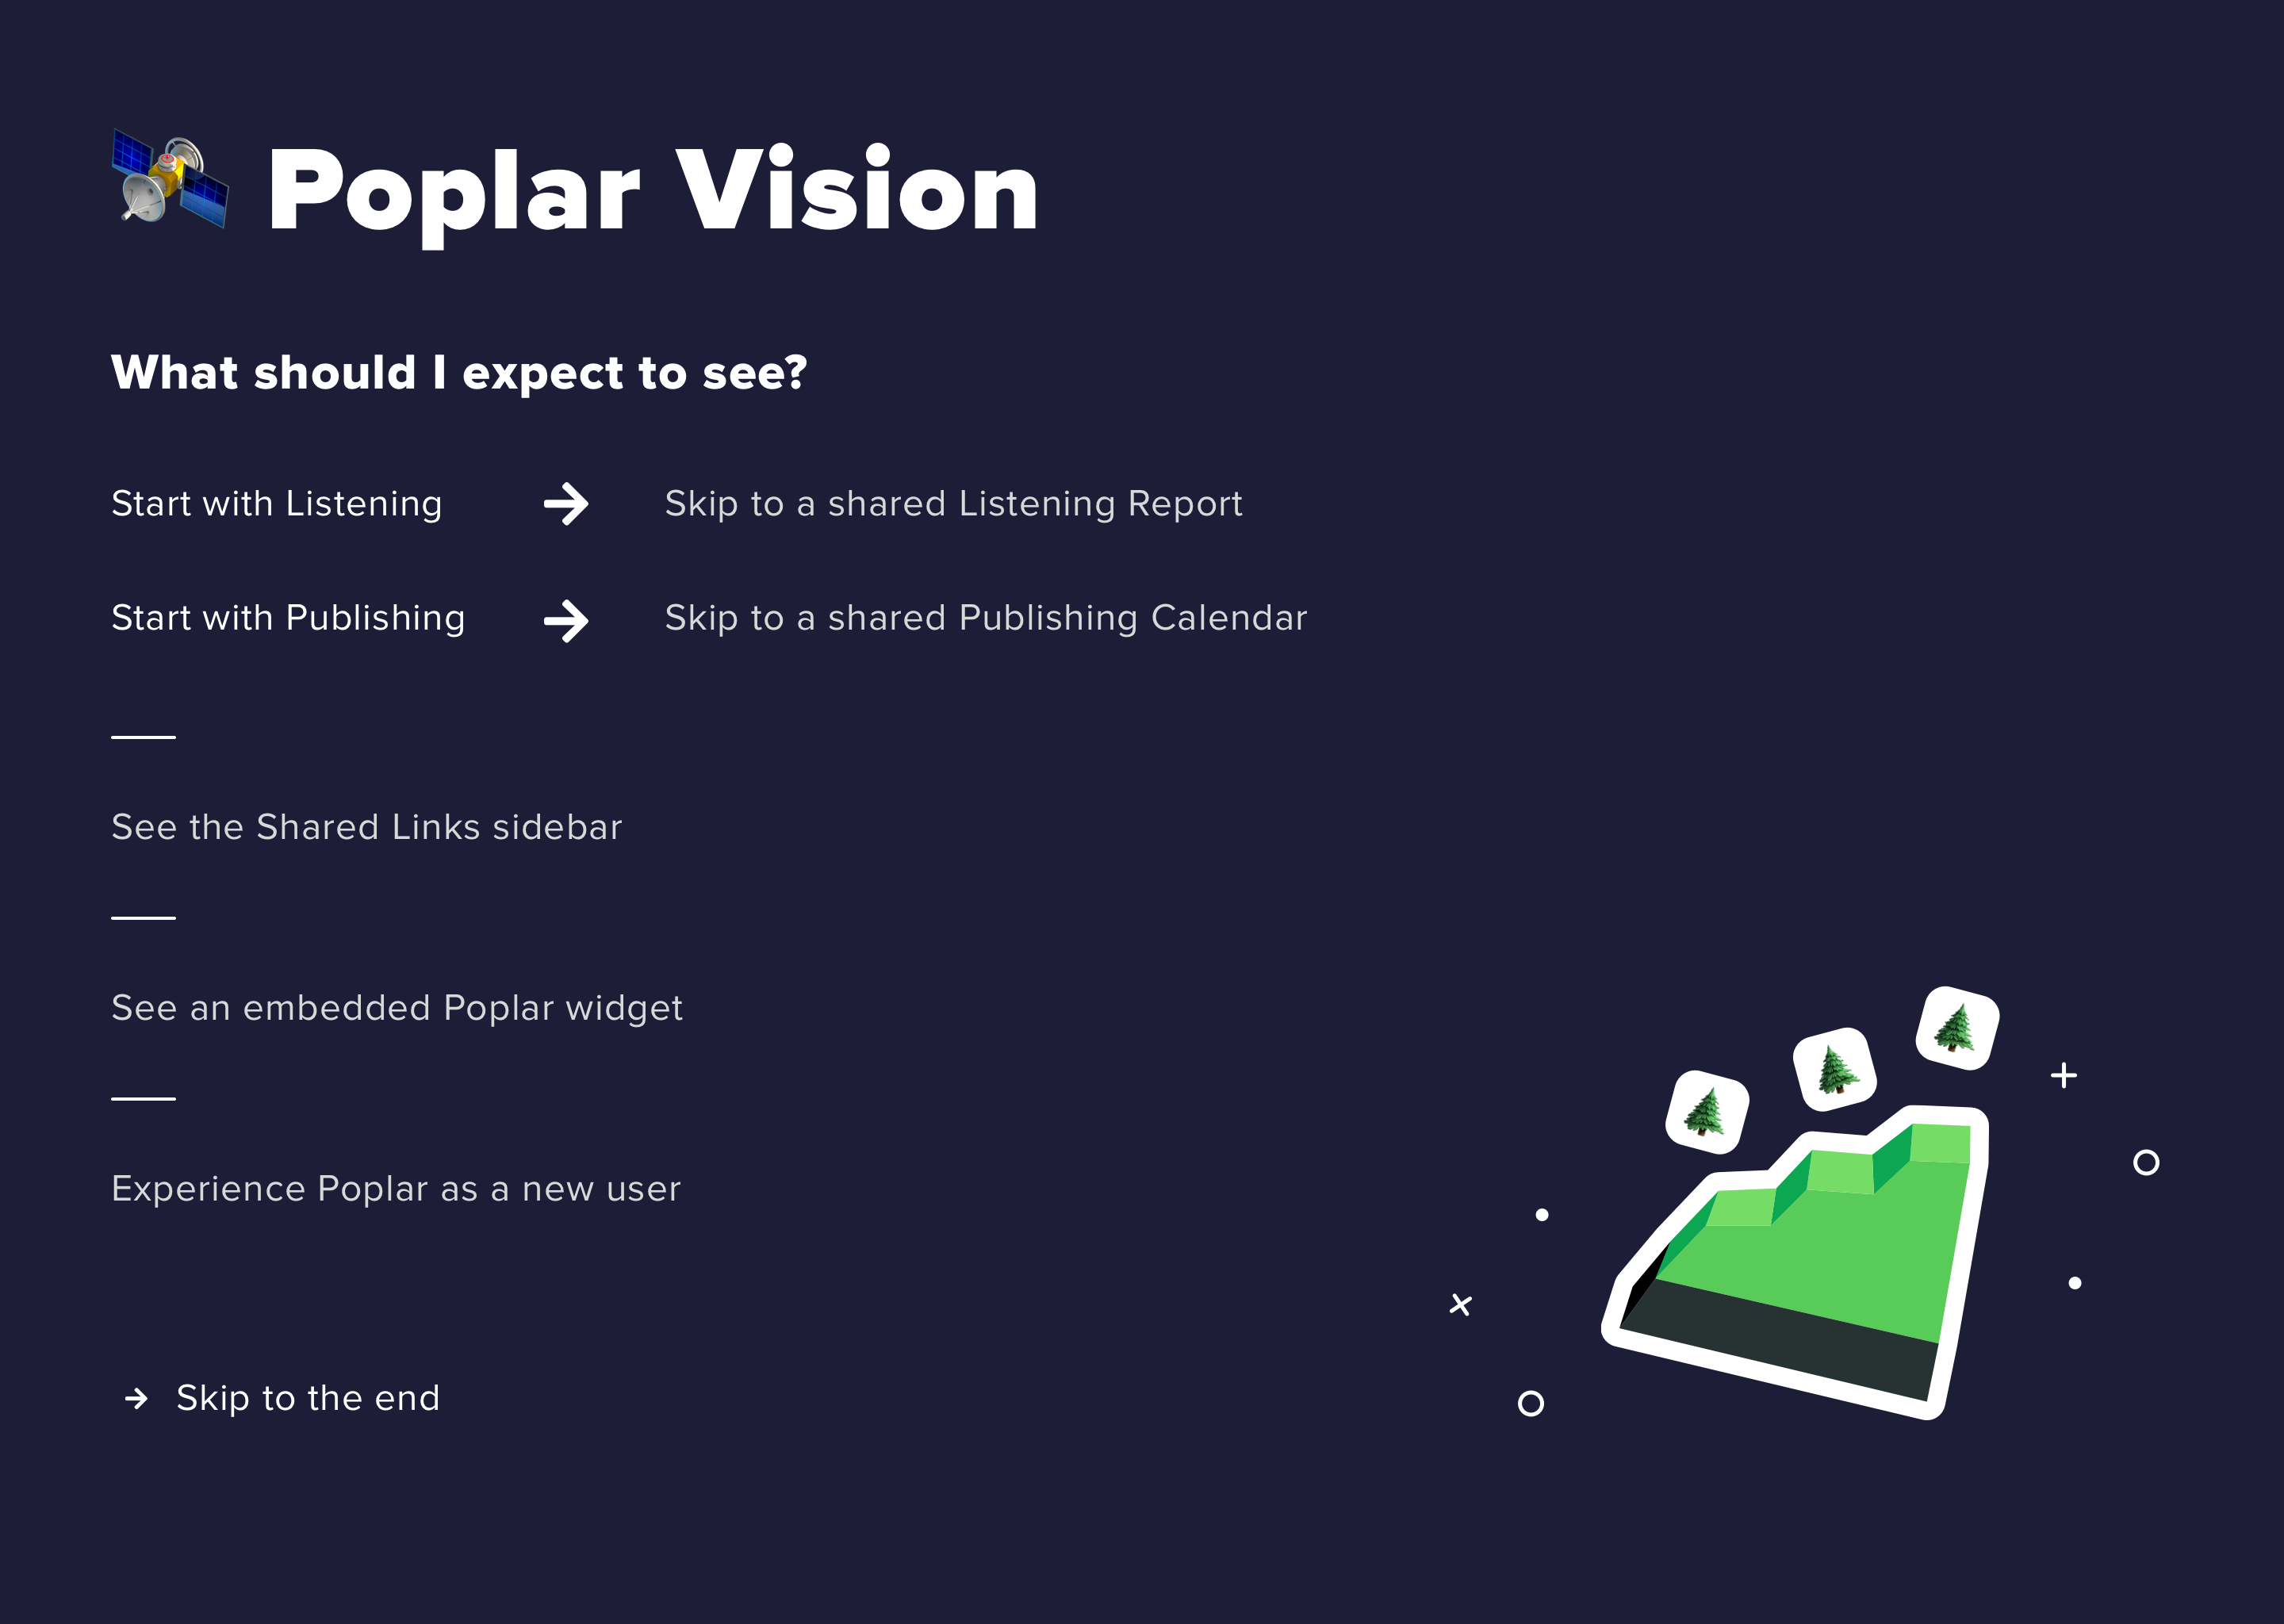 Poplar Vision
What should I expect to see?
Start with Listening → Skip to a shared Listening Report
Start with Publishing → Skip to a shared Publishing Calendar
See the Shared Links sidebar
See an embedded Poplar widget
Experience Poplar as a new user
→ Skip to the end